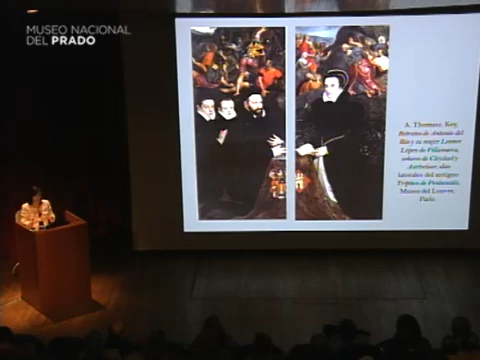 MUSEO NACIONAL
DEL PRADO
A. Thomasz. Key,
Retratos de Antonio del
Río y su mujer Leonor
López de Villanueva,
señores de Cleydael y
Aartselaer, alas
laterales del antiguo
Tríptico de Pentecostés,
Museo del Louvre,
París